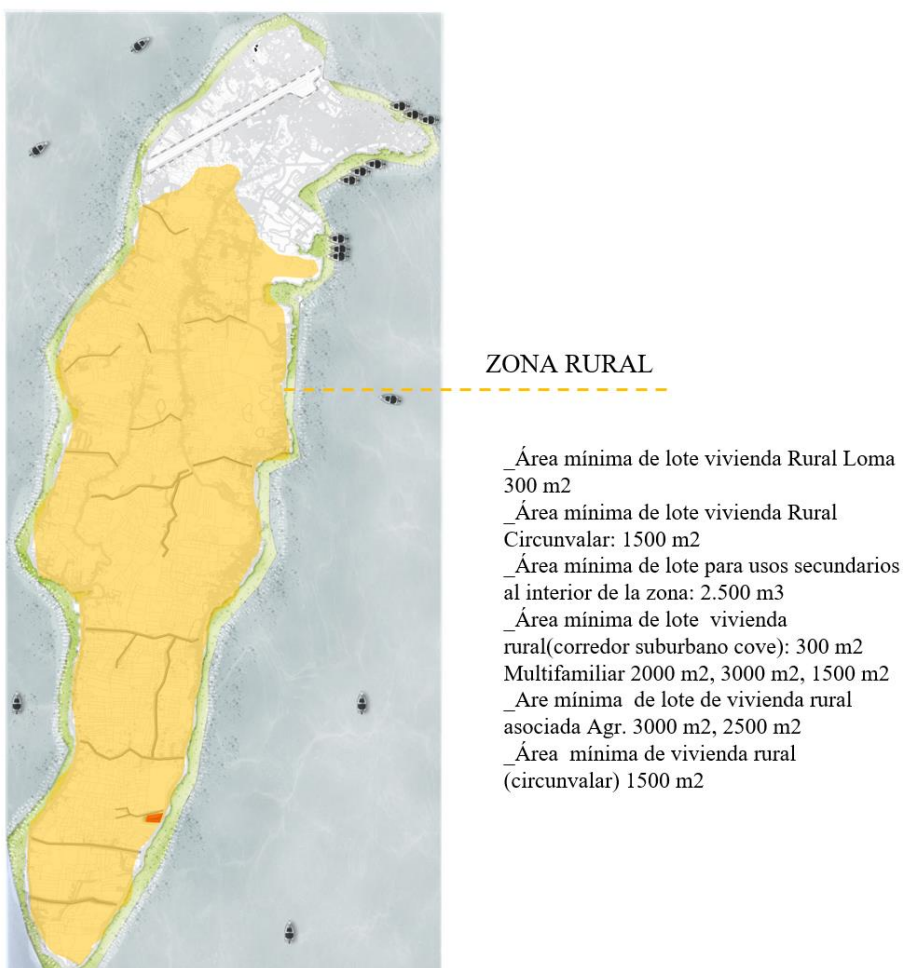 ZONA RURAL
_Área mínima de lote vivienda Rural Loma
300 m2
_Área mínima de lote vivienda Rural
Circunvalar: 1500 m2
_Área mínima de lote para usos secundarios
al interior de la zona: 2.500 m3
_Área mínima de lote  vivienda
rural(corredor suburbano cove): 300 m2
Multifamiliar 2000 m2, 3000 m2, 1500 m2
_Are mínima  de lote de vivienda rural
asociada Agr. 3000 m2, 2500 m2
_Área  mínima de vivienda rural
(circunvalar) 1500 m2